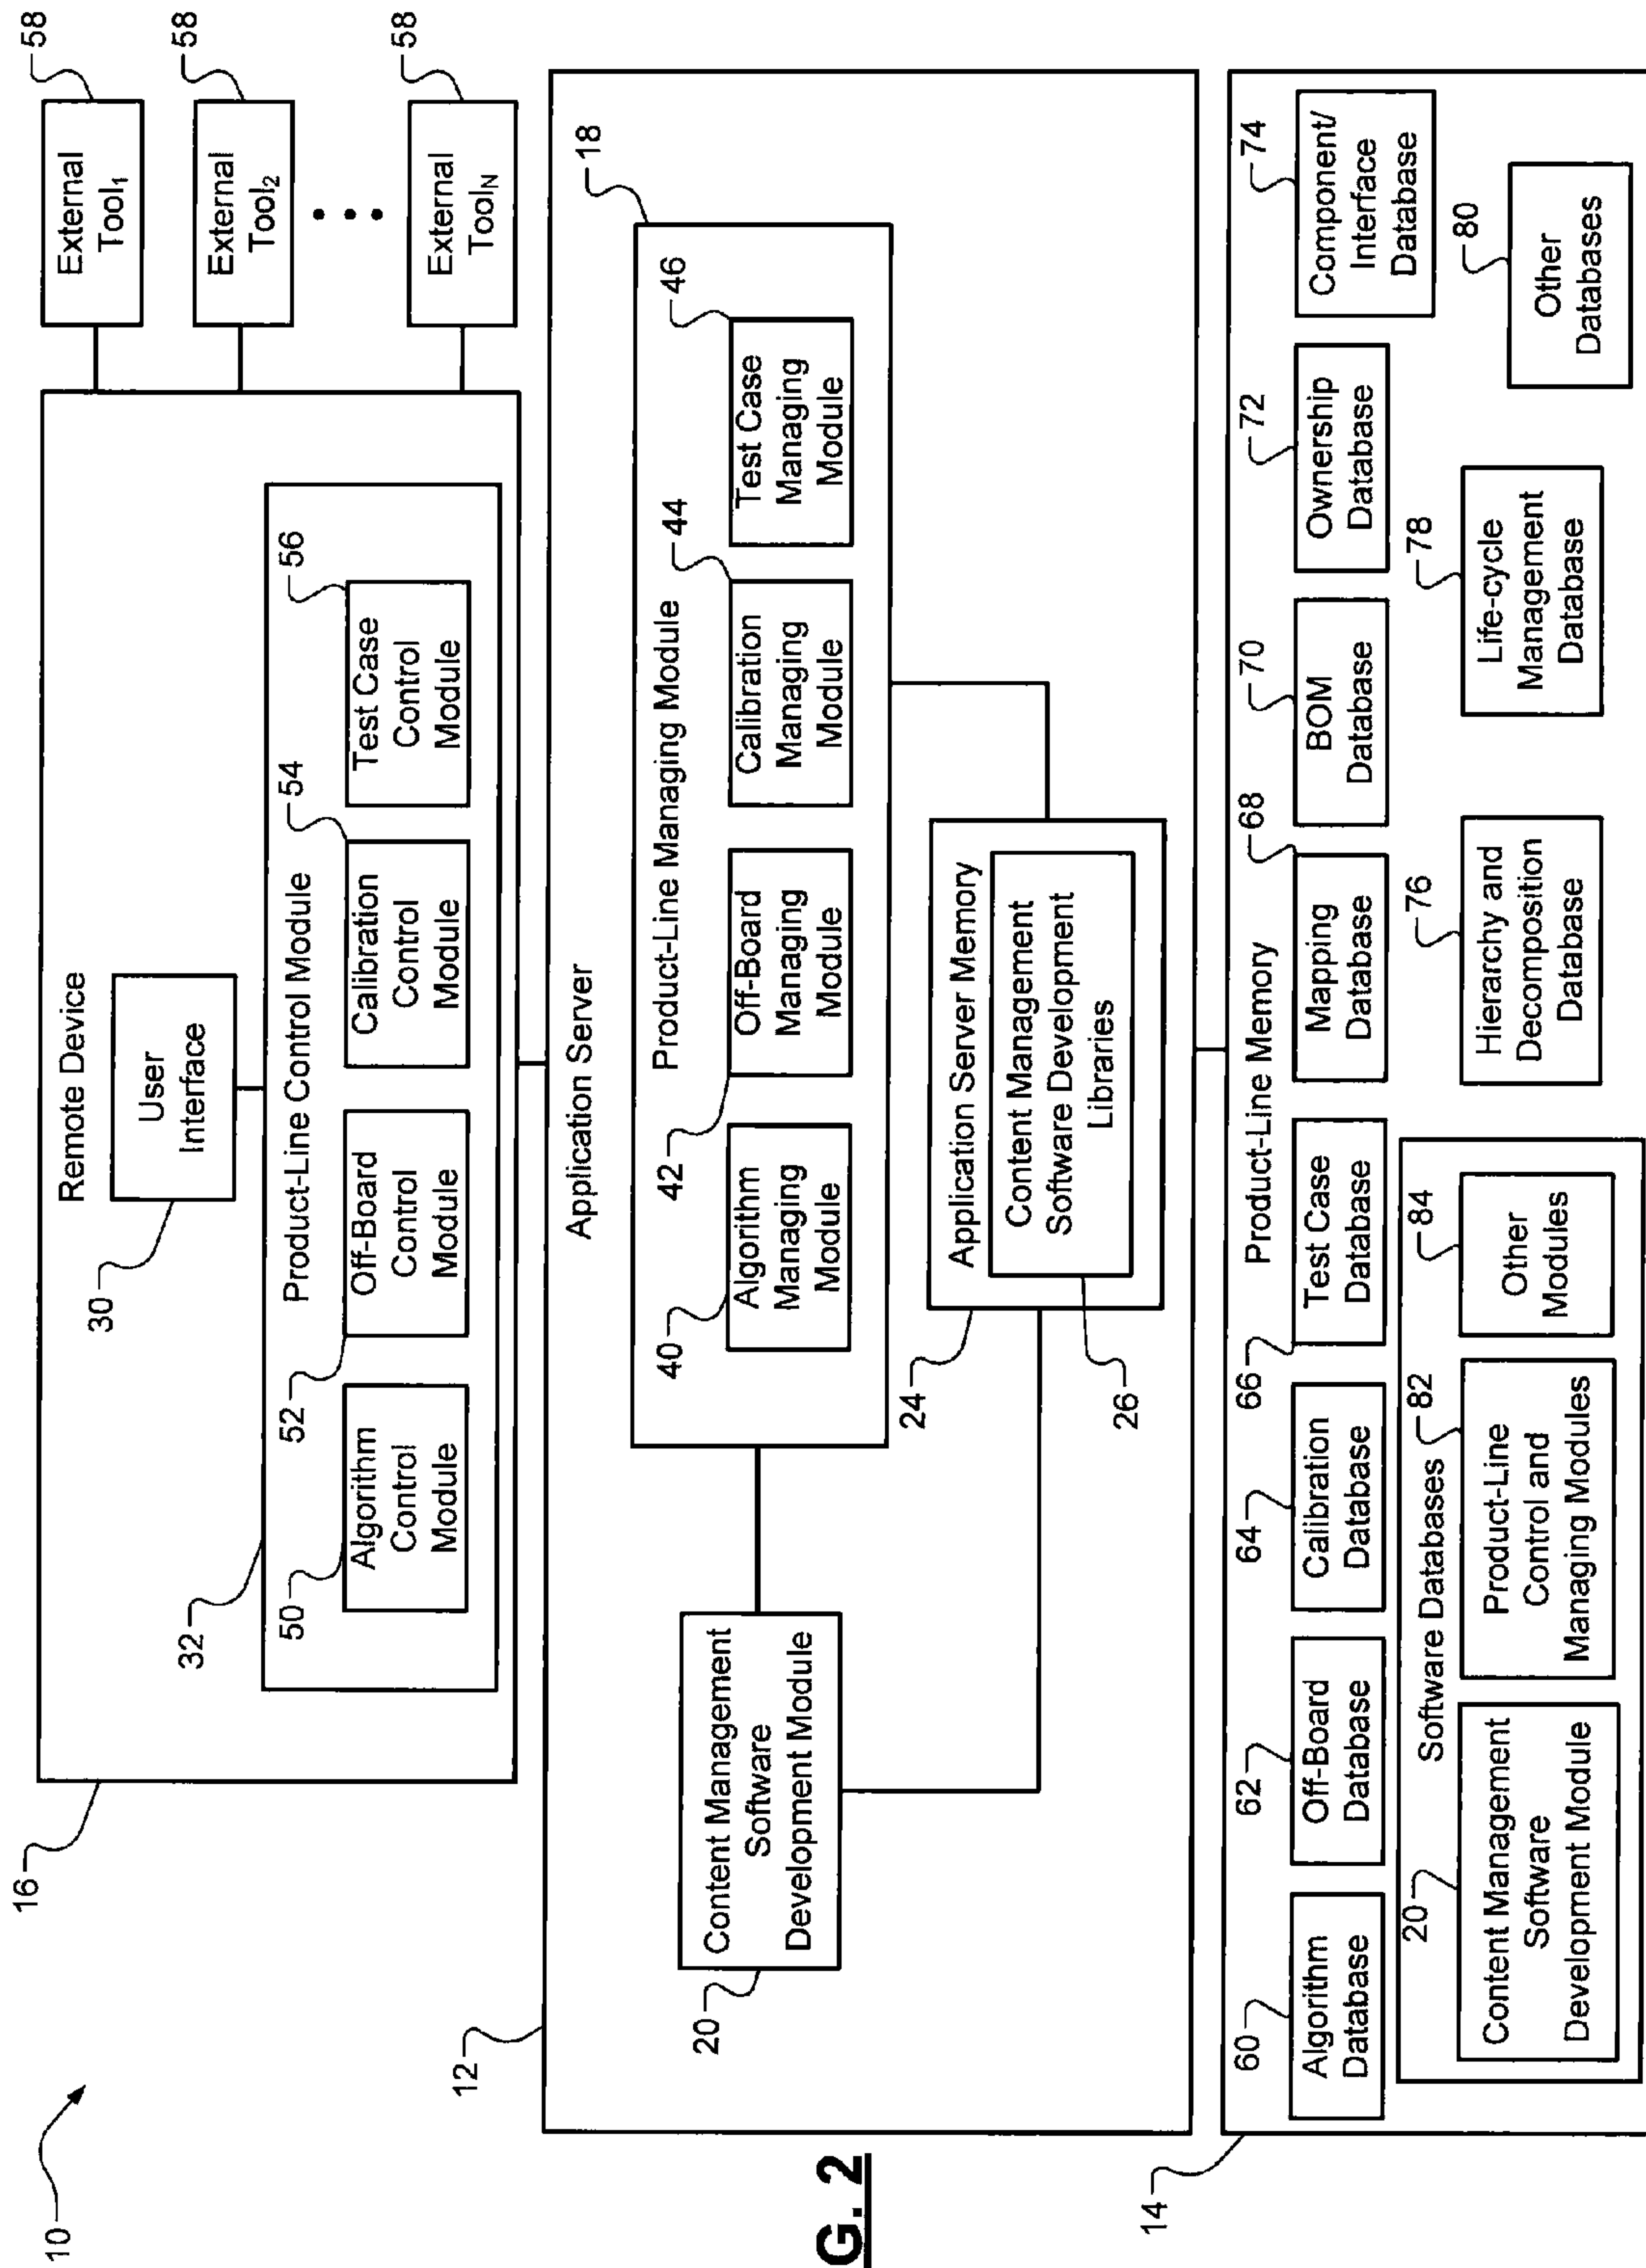 10
16
Remote Device
30
User
Interface
32
Product-Line Control Module
50
Algorithm
Control
Module
52
Off-Board
Control
Module
54
Calibration
Control
Module
56
Test Case
Control
Module
External
Tool1
58
External
Tool2
58
External
ToolN
58
12
Application Server
18
Product-Line Managing Module
40
Algorithm
Managing
Module
42
Off-Board
Managing
Module
44
Calibration
Managing
Module
46
Test Case
Managing
Module
20
Content Management
Software
Development Module
24
Application Server Memory
26
Content Management
Software Development
Libraries
14
Product-Line Memory
60
Algorithm
Database
62
Off-Board
Database
64
Calibration
Database
66
Test Case
Database
68
Mapping
Database
70
BOM
Database
72
Ownership
Database
74
Component/
Interface
Database
Software Databases
20
Content Management
Software
Development Module
82
Product-Line
Control and
Managing Modules
84
Other
Modules
76
Hierarchy and
Decomposition
Database
78
Life-cycle
Management
Database
80
Other
Databases
G. 2